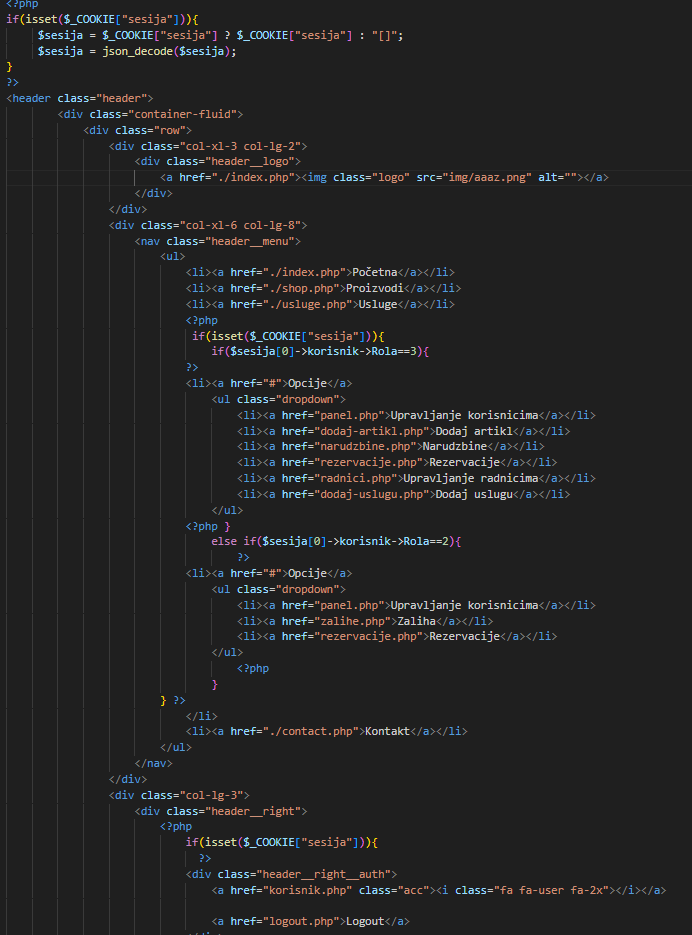 <?php
if(isset($_COOKIE["sesija"])){
$sesija = $_COOKIE["sesija"] ? $_COOKIE["sesija"] : "[]";
$sesija = json_decode($sesija);
}
?>
<header class="header">
<div class="container-fluid">
<div class="row">
<div class="col-xl-3 col-lg-2">
<div class="header__logo">
<a href="./index.php"><img class="logo" src="img/aaaz.png" alt=""></a>
</div>
</div>
<div class="col-xl-6 col-lg-8">
<nav class="header__menu">
<ul>
<li><a href="./index.php">Početna</a></li>
<li><a href="./shop.php">Proizvodi</a></li>
<li><a href="./usluge.php">Usluge</a></li>
<?php
if(isset($_COOKIE["sesija"])){
if($sesija[0]->korisnik->Rola==3){
?>
<li><a href="#">Opcije</a>
<ul class="dropdown">
<li><a href="panel.php">Upravljanje korisnicima</a></li>
<li><a href="dodaj-artikl.php">Dodaj artikl</a></li>
<li><a href="narudzbine.php">Narudzbine</a></li>
<li><a href="rezervacije.php">Rezervacije</a></li>
<li><a href="radnici.php">Upravljanje radnicima</a></li>
<li><a href="dodaj-uslugu.php">Dodaj uslugu</a></li>
</ul>
<?php }
else if($sesija[0]->korisnik->Rola==2){
?>
<li><a href="#">Opcije</a>
<ul class="dropdown">
<li><a href="panel.php">Upravljanje korisnicima</a></li>
<li><a href="zalihe.php">Zaliha</a></li>
<li><a href="rezervacije.php">Rezervacije</a></li>
</ul>
<?php
}
} ?>
</li>
<li><a href="./contact.php">Kontakt</a></li>
</ul>
</nav>
</div>
<div class="col-lg-3">
<div class="header__right">
<?php
if(isset($_COOKIE["sesija"])){
?>
<div class="header__right__auth">
<a href="korisnik.php" class="acc"><i class="fa fa-user fa-2x"></i></a>
<a href="logout.php">Logout</a>